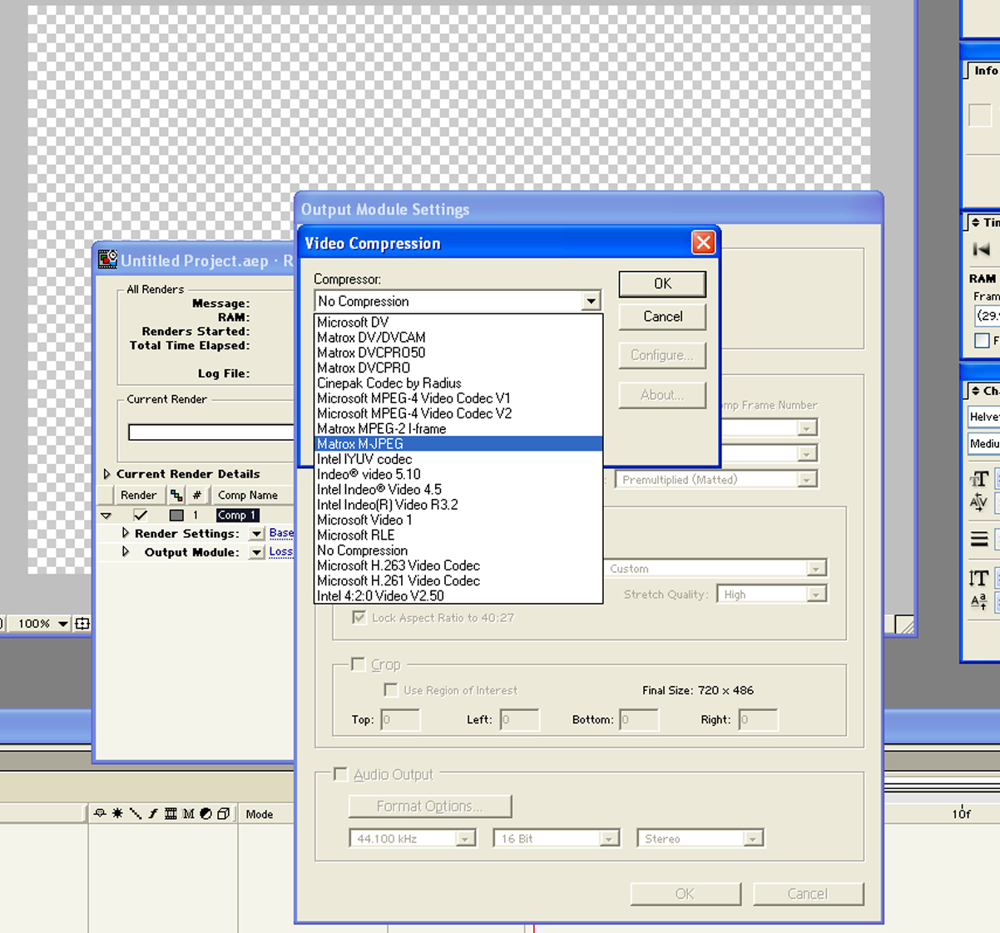 Info
Output Module Settings
Tim
Video Compression
Untitled Project.aep · R
Compressor:
OK
RAM
All Renders
Message:
No Compression
Fram
RAM:
Cancel
(29.9
Microsoft DV
Renders Started:
Matrox DV/DVCAM
F
Total Time Elapsed:
Matrox DVCPRO50
Configure...
Matrox DVCPRO
Log File:
Cinepak Codec by Radius
Ch
Current Render
Microsoft MPEG-4 Video Codec V1
About...
Microsoft MPEG-4 Video Codec V2
mp Frame Number
Helve
Matrox MPEG-2 I-frame
Matrox M-JPEG
Mediu
Intel IYUV codec
Current Render Details
Indeo® video 5.10
Premultiplied (Matted)
Intel Indeo® Video 4.5
Render # Comp Name
Intel Indeo(R) Video R3.2
1 Comp 1
Microsoft Video 1
Render Settings: Base
Microsoft RLE
Output Module: Loss
No Compression
Microsoft H.263 Video Codec
Custom
Microsoft H.261 Video Codec
Intel 4:2:0 Video V2.50
Stretch Quality: High
100%
Lock Aspect Ratio to 40:27
Crop
Use Region of Interest
Final Size: 720 x 486
Top: 0 Left: 0 Bottom: 0 Right: 0
Audio Output
Format Options...
Mode
10f
44.100 kHz 16 Bit Stereo
OK Cancel